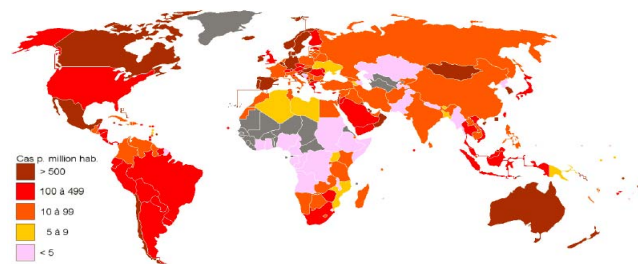 Cas p. million hab.
> 500
100 à 499
10 à 99
5 à 9
< 5